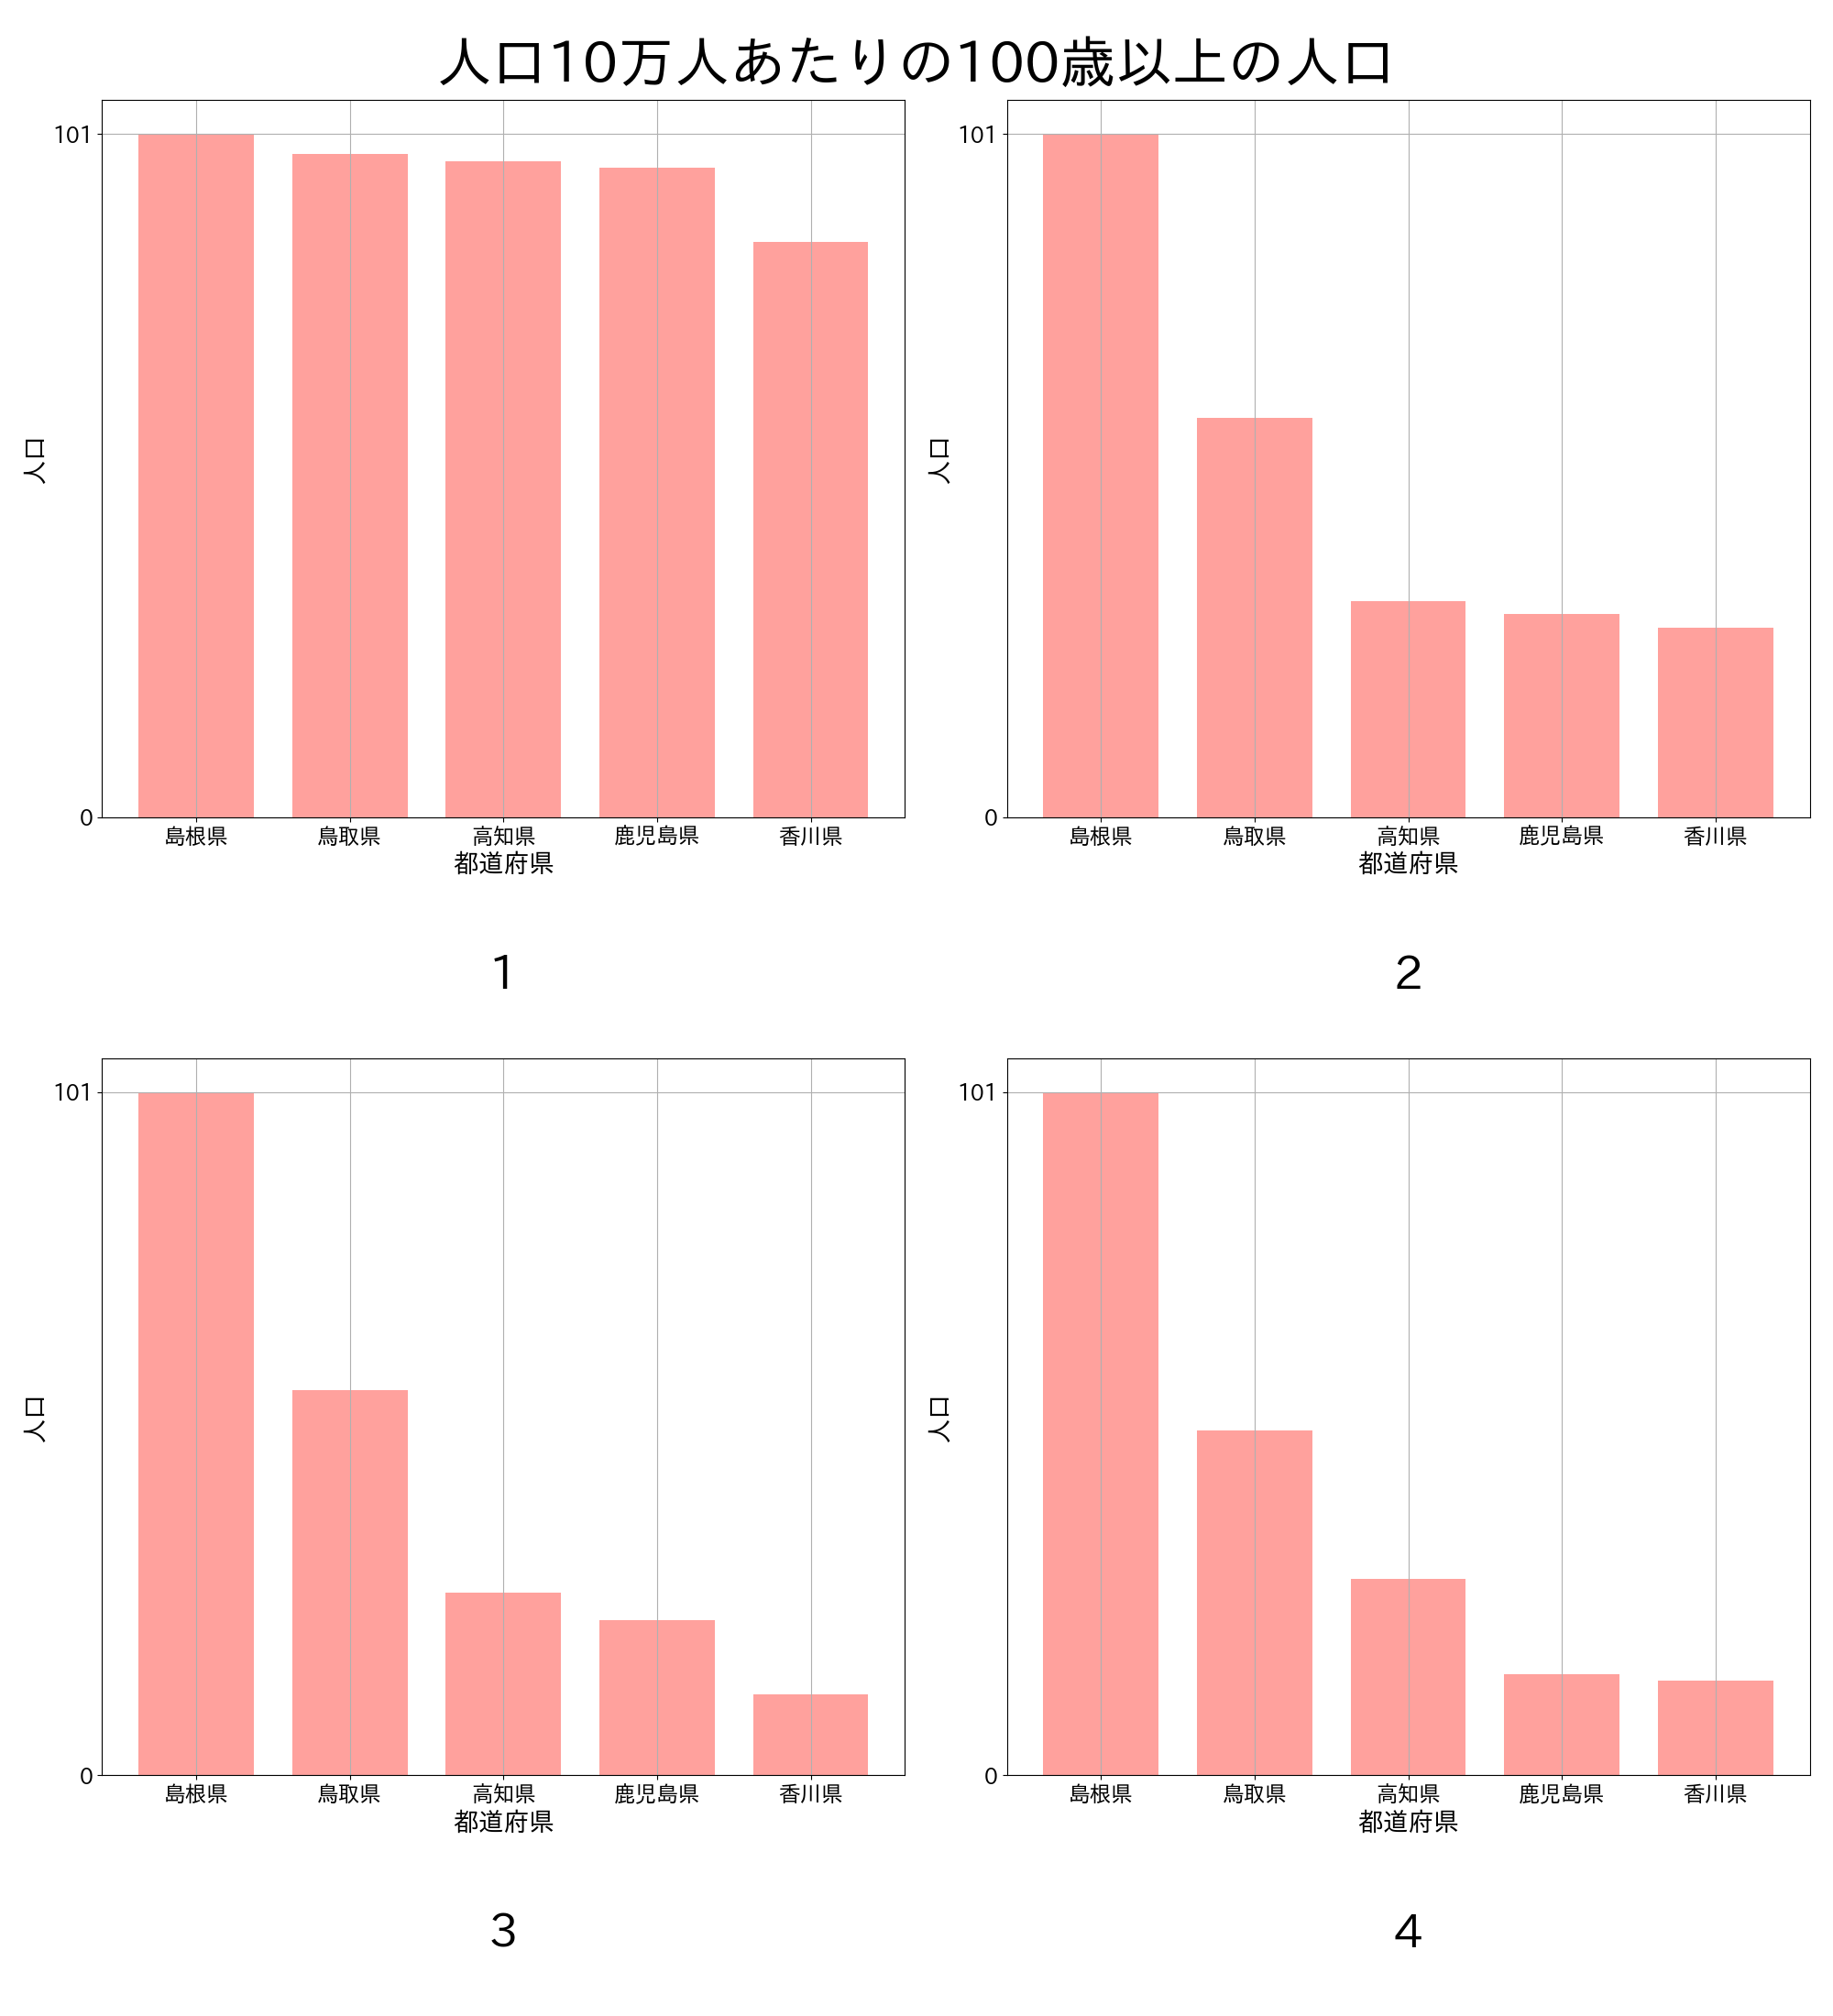 人口10万人あたりの100歳以上の人口
101
0
人口
島根県 鳥取県 高知県 鹿児島県 香川県
都道府県
1
101
0
人口
島根県 鳥取県 高知県 鹿児島県 香川県
都道府県
2
101
0
人口
島根県 鳥取県 高知県 鹿児島県 香川県
都道府県
3
101
0
人口
島根県 鳥取県 高知県 鹿児島県 香川県
都道府県
4